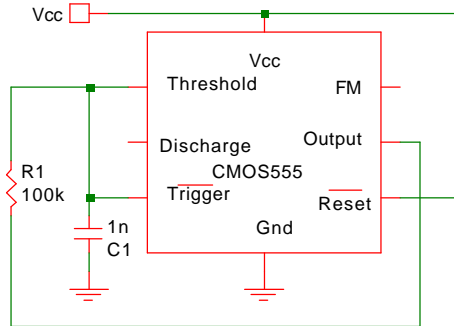 Vcc
Vcc
Threshold
FM
Output
Discharge
R1
CMOS555
100k
Trigger
Reset
1n
Gnd
C1